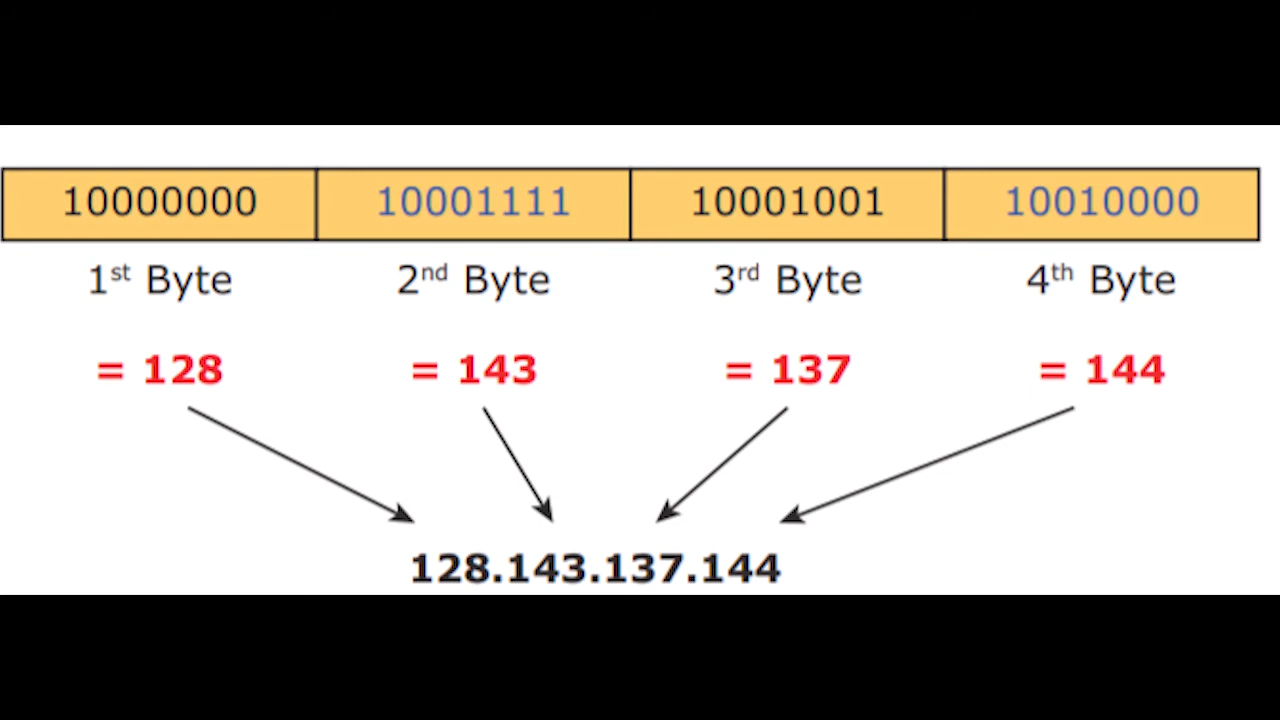 10000000 10001111 10001001 10010000
1st Byte 2nd Byte 3rd Byte 4th Byte
= 128 = 143 = 137 = 144
128.143.137.144